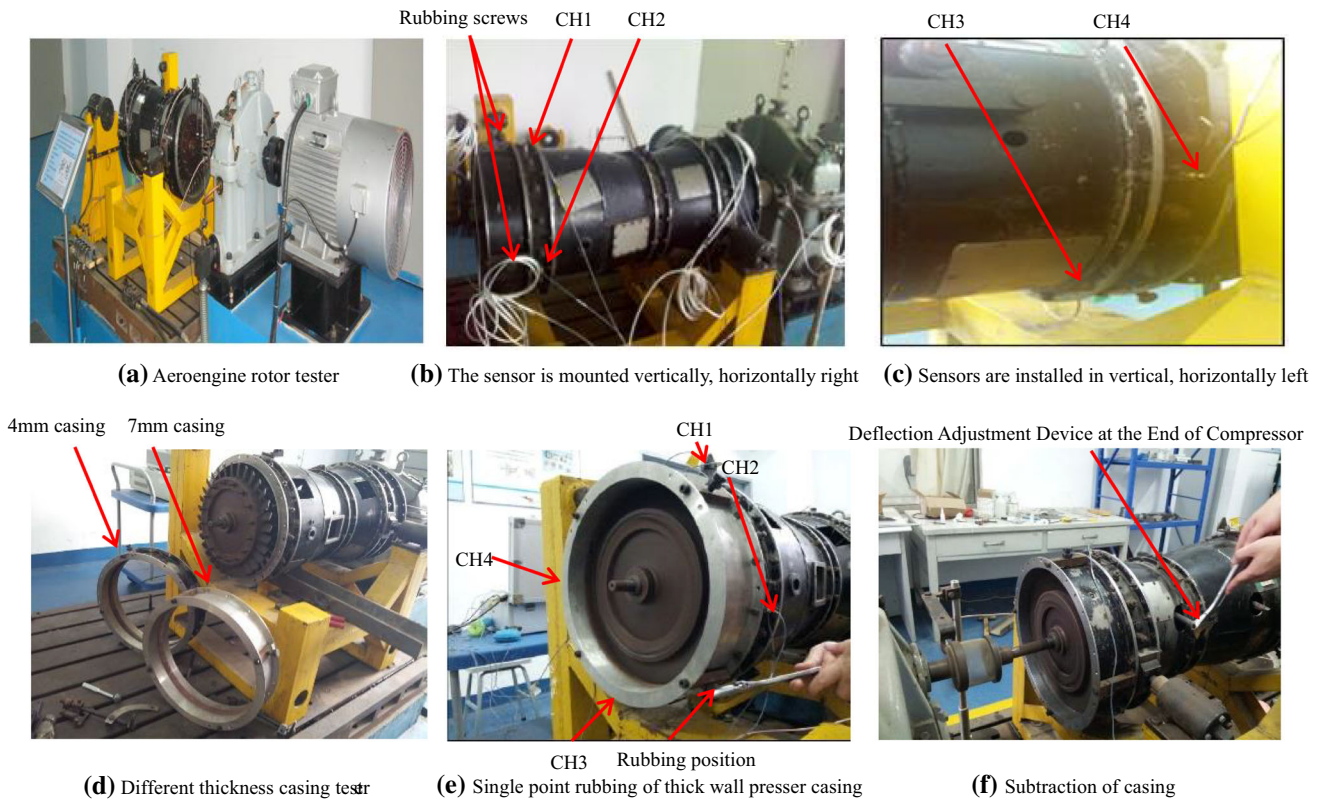 Rubbing screws CH1 CH2
CH3 CH4
(a) Aeroengine rotor tester
(b) The sensor is mounted vertically, horizontally right
(c) Sensors are installed in vertical, horizontally left
4mm casing 7mm casing
CH1
CH2
CH4
CH3 Rubbing position
Deflection Adjustment Device at the End of Compressor
(d) Different thickness casing tester
(e) Single point rubbing of thick wall presser casing
(f) Subtraction of casing